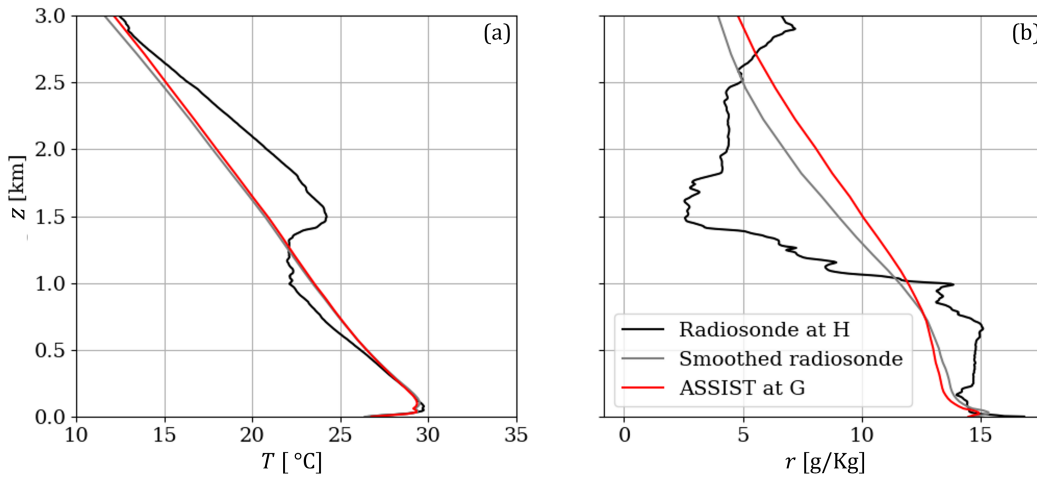 3.0
2.5
2.0
1.5
1.0
0.5
0.0
z [km]
(a)
10 15 20 25 30 35
T [ °C]
(b)
Radiosonde at H
Smoothed radiosonde
ASSIST at G
0 5 10 15
r [g/Kg]